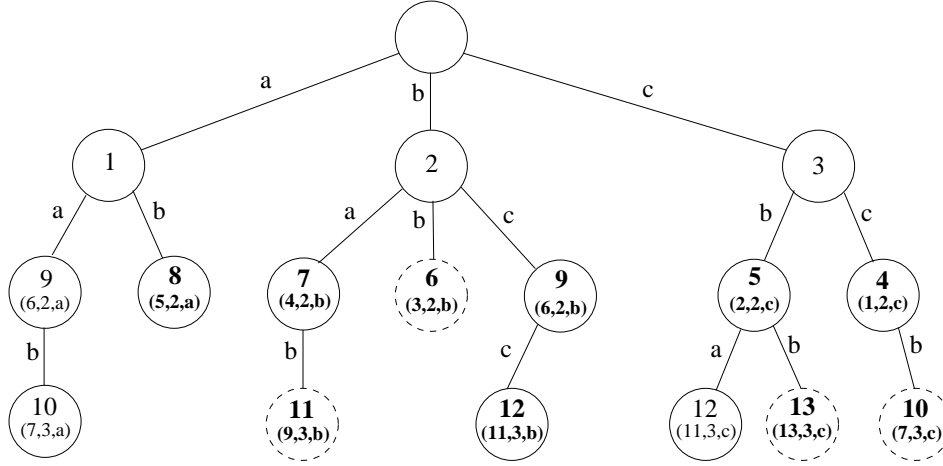 a
b
c
1
2
3
a
b
a
b
c
b
c
9
(6,2,a)
8
(5,2,a)
7
(4,2,b)
6
(3,2,b)
9
(6,2,b)
5
(2,2,c)
4
(1,2,c)
b
b
c
a
b
b
10
(7,3,a)
11
(9,3,b)
12
(11,3,b)
12
(11,3,c)
13
(13,3,c)
10
(7,3,c)